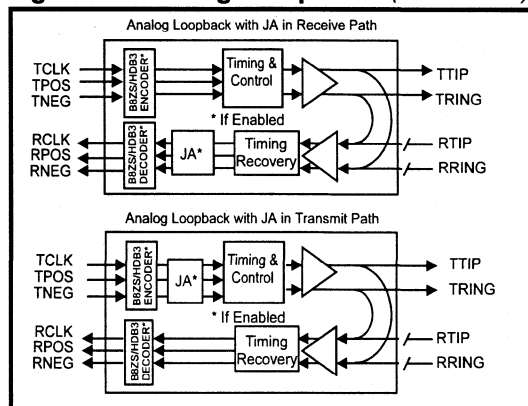 Analog Loopback with JA in Receive Path
TCLK
TPOS
TNEG
B8ZS/HDB3
ENCODER*
Timing &
Control
TTIP
TRING
* If Enabled
RCLK
RPOS
RNEG
B8ZS/HDB3
DECODER*
JA*
Timing
Recovery
RTIP
RRING
Analog Loopback with JA in Transmit Path
TCLK
TPOS
TNEG
B8ZS/HDB3
ENCODER*
JA*
Timing &
Control
TTIP
TRING
* If Enabled
RCLK
RPOS
RNEG
B8ZS/HDB3
DECODER*
Timing
Recovery
RTIP
RRING